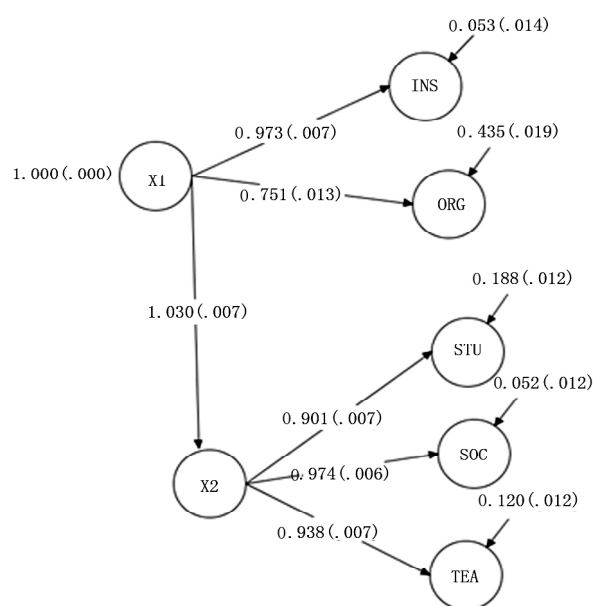 0.053(.014)
INS
0.973(.007)
0.435(.019)
1.000(.000)
X1
0.751(.013)
ORG
0.188(.012)
1.030(.007)
STU
0.052(.012)
0.901(.007)
SOC
0.974(.006)
X2
0.120(.012)
0.938(.007)
TEA